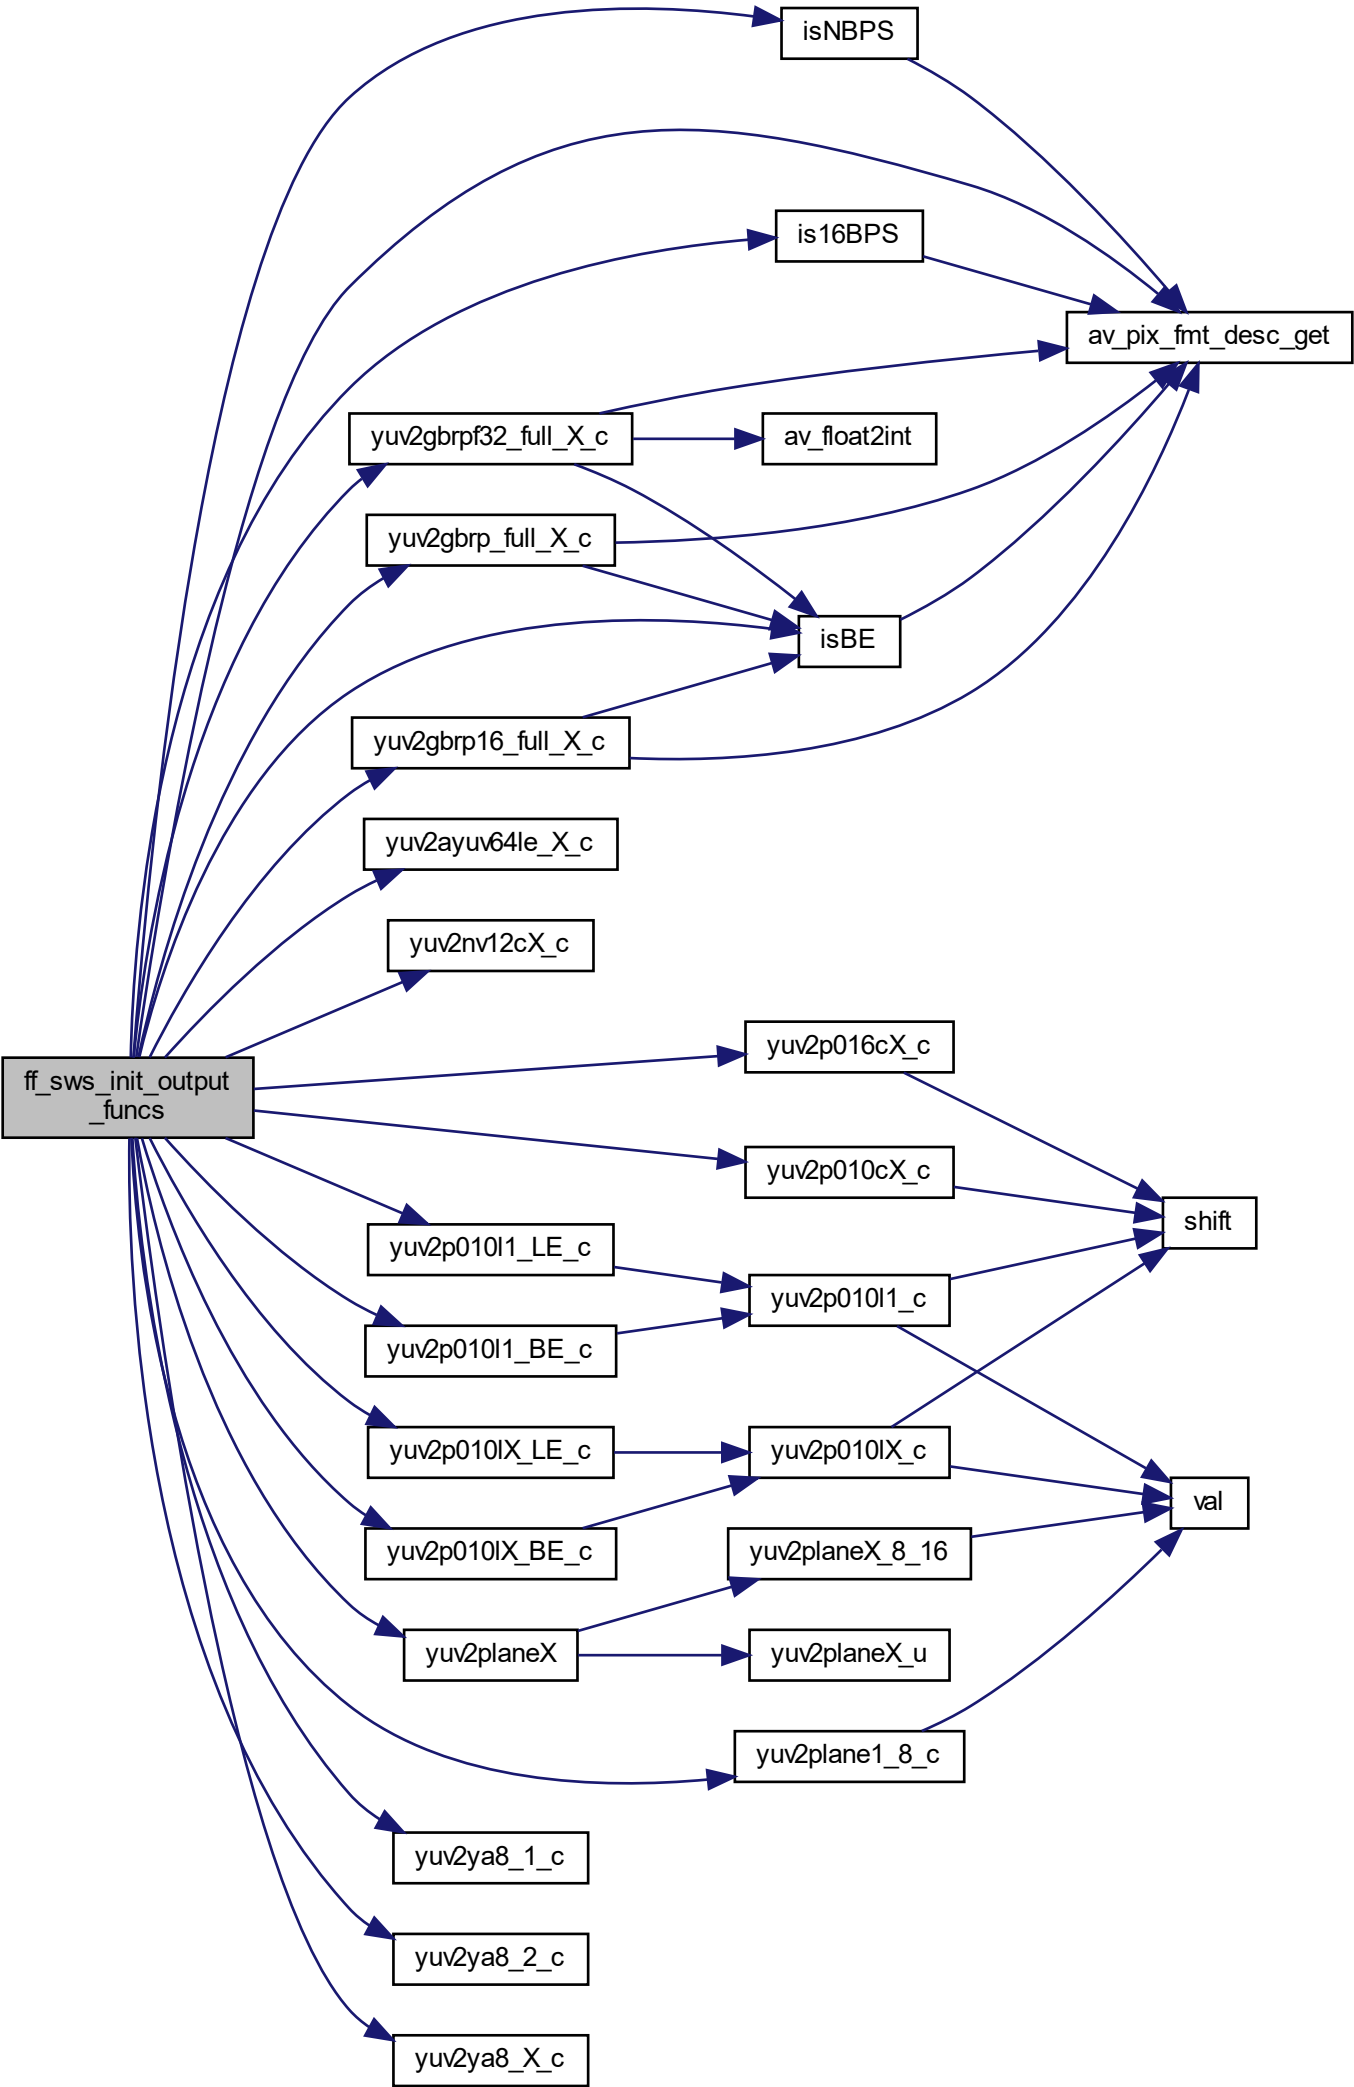 isNBPS
is16BPS
av_pix_fmt_desc_get
yuv2gbrpf32_full_X_c
av_float2int
yuv2gbrp_full_X_c
isBE
yuv2gbrp16_full_X_c
yuv2ayuv64le_X_c
yuv2nv12cX_c
yuv2p016cX_c
ff_sws_init_output
_funcs
yuv2p010cX_c
shift
yuv2p010l1_LE_c
yuv2p010l1_c
yuv2p010l1_BE_c
yuv2p010lX_LE_c
yuv2p010lX_c
val
yuv2p010lX_BE_c
yuv2planeX_8_16
yuv2planeX
yuv2planeX_u
yuv2plane1_8_c
yuv2ya8_1_c
yuv2ya8_2_c
yuv2ya8_X_c